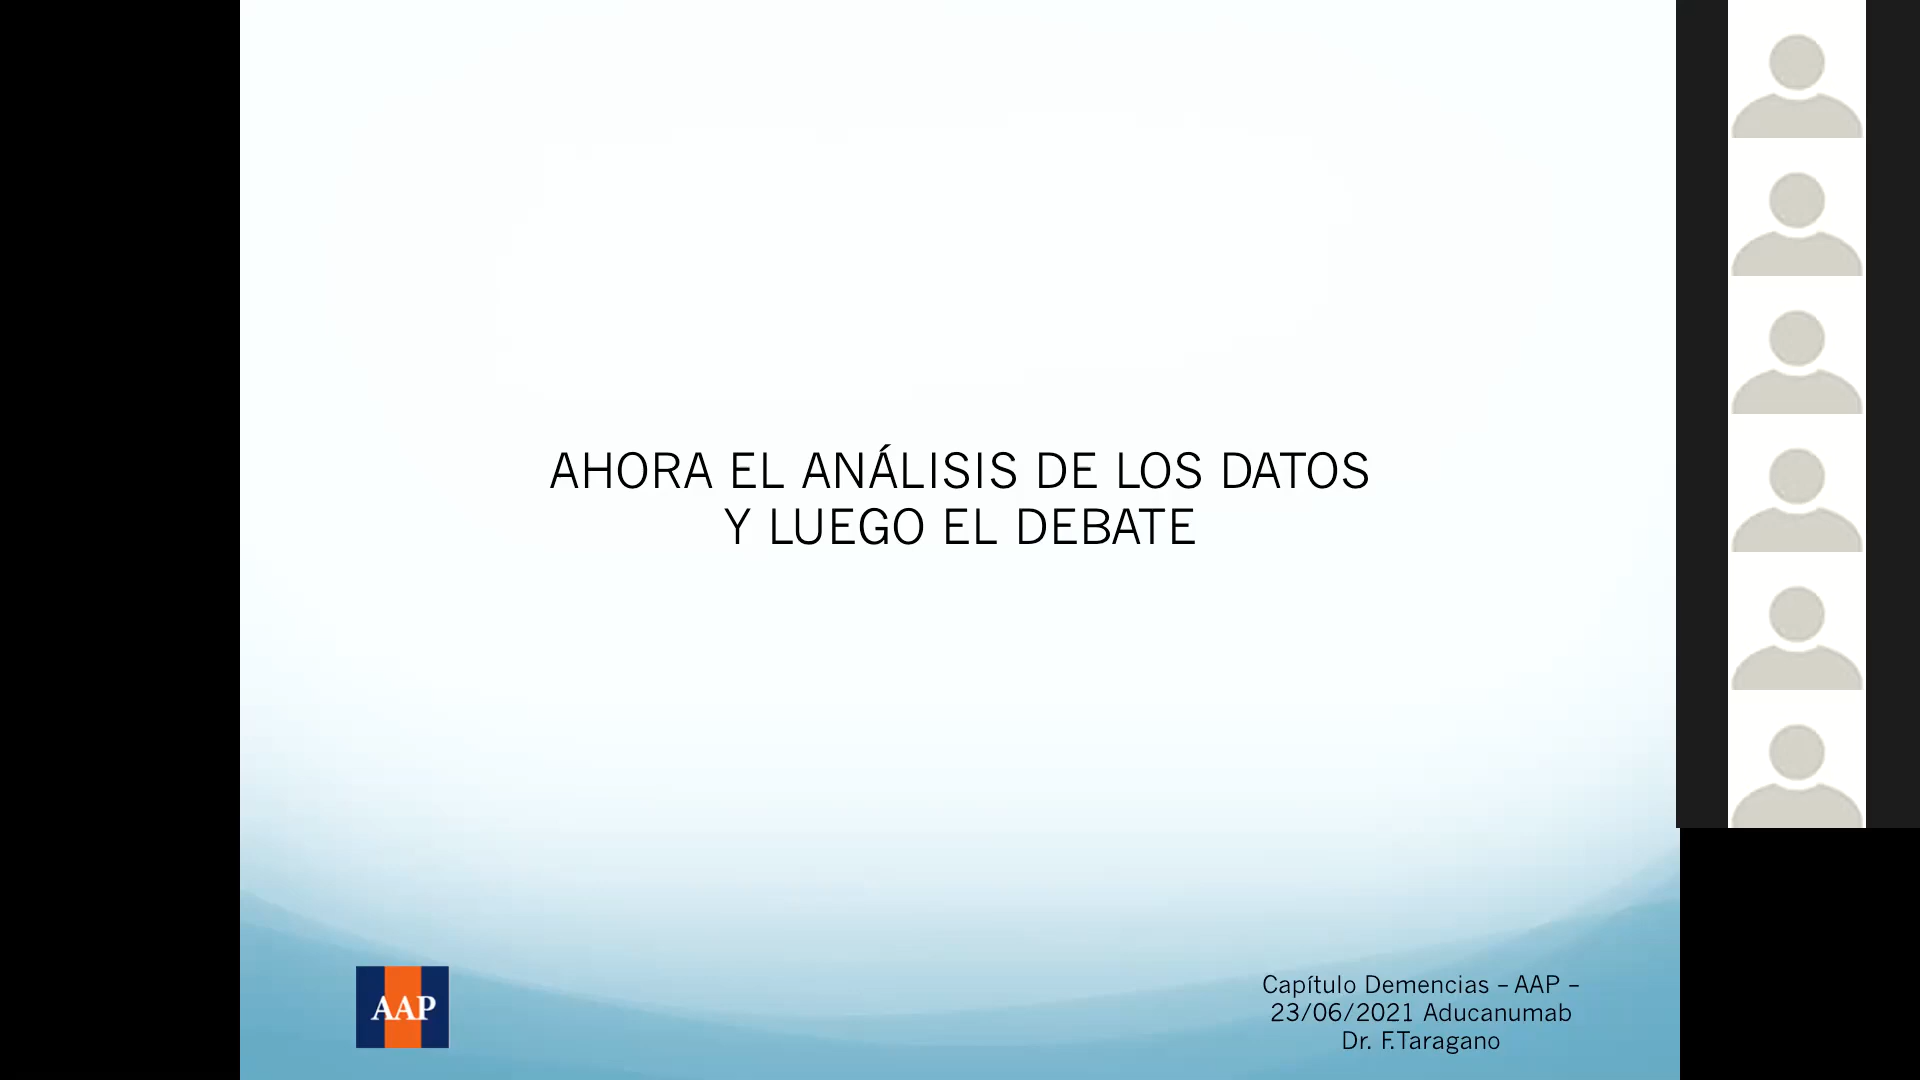 AHORA EL ANÁLISIS DE LOS DATOS
Y LUEGO EL DEBATE
AAP
Capítulo Demencias – AAP –
23/06/2021 Aducanumab
Dr. F.Taragano